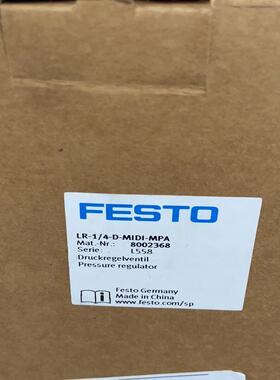 FESTO
LR-1/4-D-MIDI-MPA
Mat.-Nr.: 8002368
Serie: L558
Druckregelventil
Pressure regulator
Festo Germany
Made in China
www.festo.com/sp